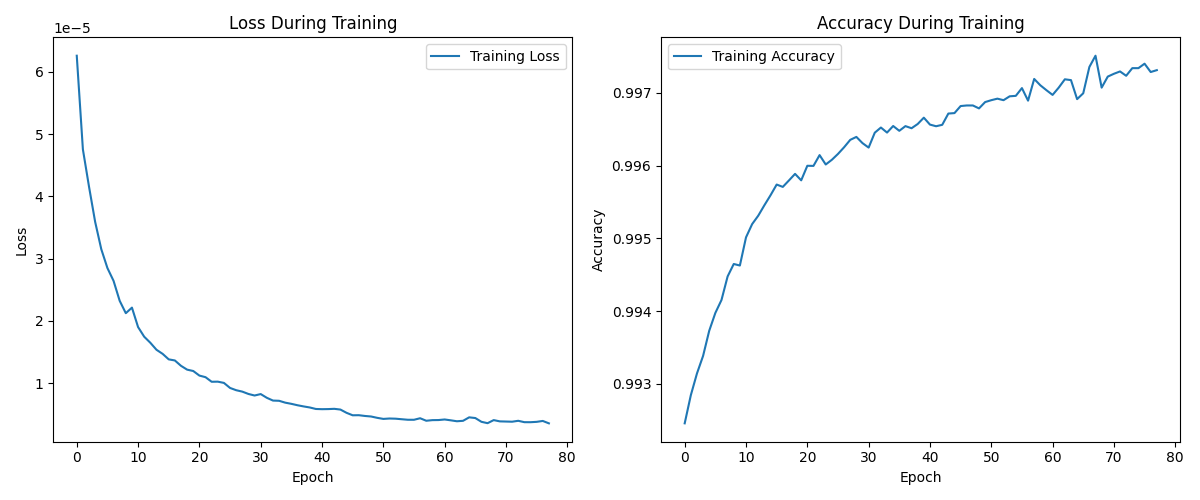 Loss During Training
1e−5
Training Loss
6
5
4
3
2
1
Loss
0 10 20 30 40 50 60 70 80
Epoch
Accuracy During Training
Training Accuracy
0.997
0.996
0.995
0.994
0.993
Accuracy
0 10 20 30 40 50 60 70 80
Epoch